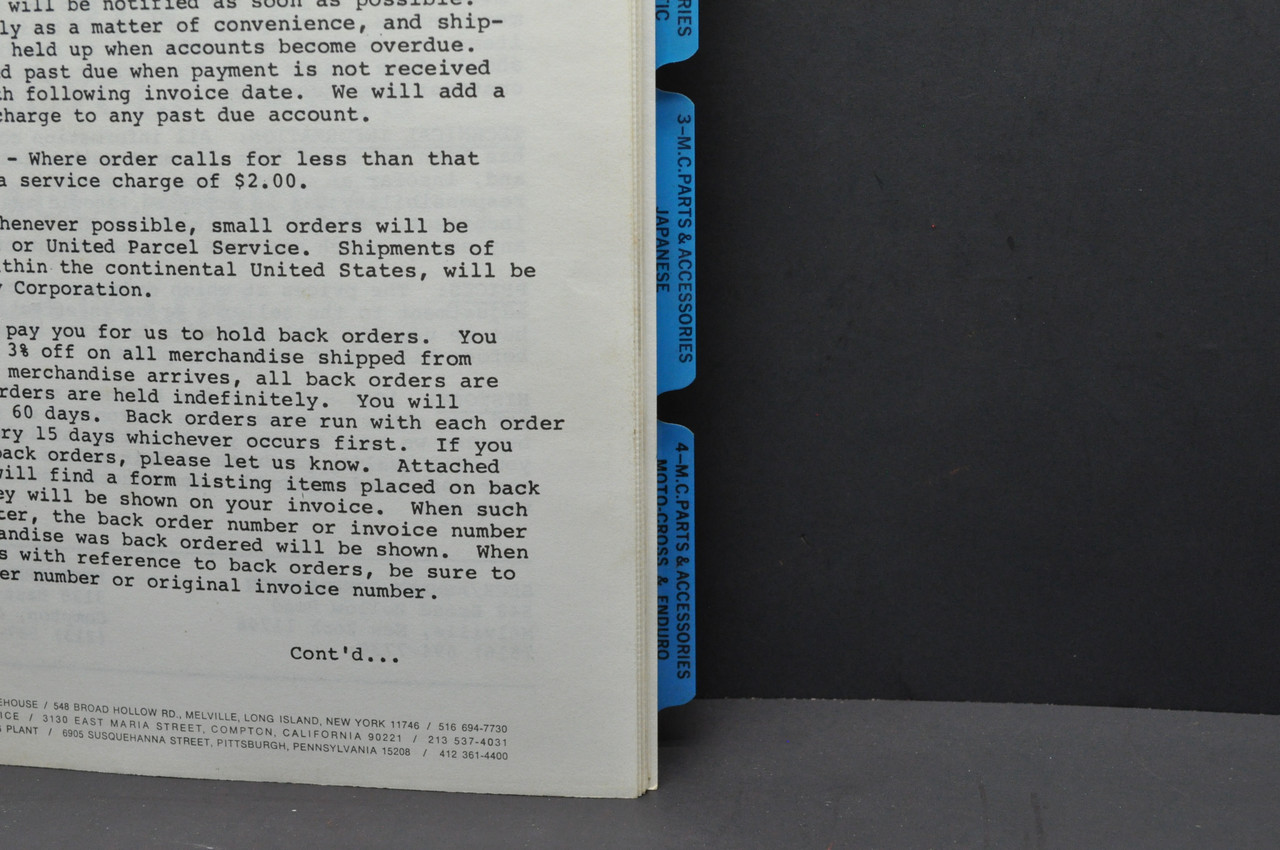 will be notified as soon as possible.
ly as a matter of convenience, and ship-
held up when accounts become overdue.
d past due when payment is not received
h following invoice date.  We will add a
charge to any past due account.
- Where order calls for less than that
a service charge of $2.00.
henever possible, small orders will be
or United Parcel Service.  Shipments of
thin the continental United States, will be
Corporation.
pay you for us to hold back orders.  You
3% off on all merchandise shipped from
merchandise arrives, all back orders are
rders are held indefinitely.  You will
60 days.  Back orders are run with each order
ry 15 days whichever occurs first.  If you
back orders, please let us know.  Attached
will find a form listing items placed on back
ey will be shown on your invoice.  When such
ter, the back order number or invoice number
andise was back ordered will be shown.  When
s with reference to back orders, be sure to
er number or original invoice number.
Cont'd...
EHOUSE / 548 BROAD HOLLOW RD., MELVILLE, LONG ISLAND, NEW YORK 11746 / 516 694-7730
ICE / 3130 EAST MARIA STREET, COMPTON, CALIFORNIA 90221 / 213 537-4031
PLANT / 6905 SUSQUEHANNA STREET, PITTSBURGH, PENNSYLVANIA 15208 / 412 361-4400
RIES
TIC
3-M.C.PARTS & ACCESSORIES
JAPANESE
4-M.C.PARTS & ACCESSORIES
MOTO-CROSS & ENDURO